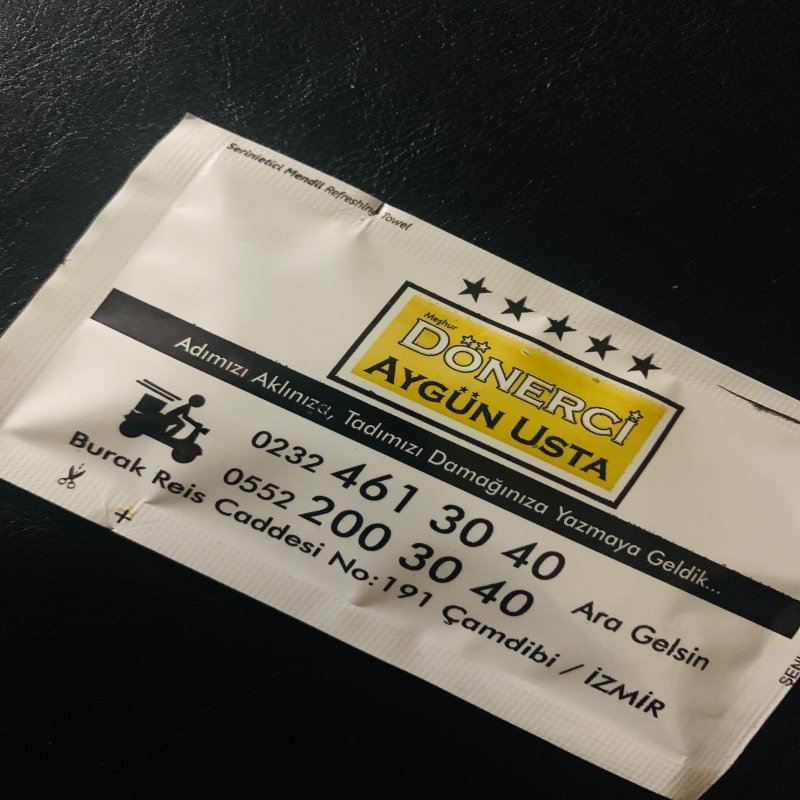 Serinletici Mendil Refreshing Towel
Meşhur
DÖNERCİ
AYGÜN USTA
Adımızı Aklınıza, Tadımızı Damağınıza Yazmaya Geldik...
0232 461 30 40
0552 200 30 40 Ara Gelsin
Burak Reis Caddesi No:191 Çamdibi / İZMİR